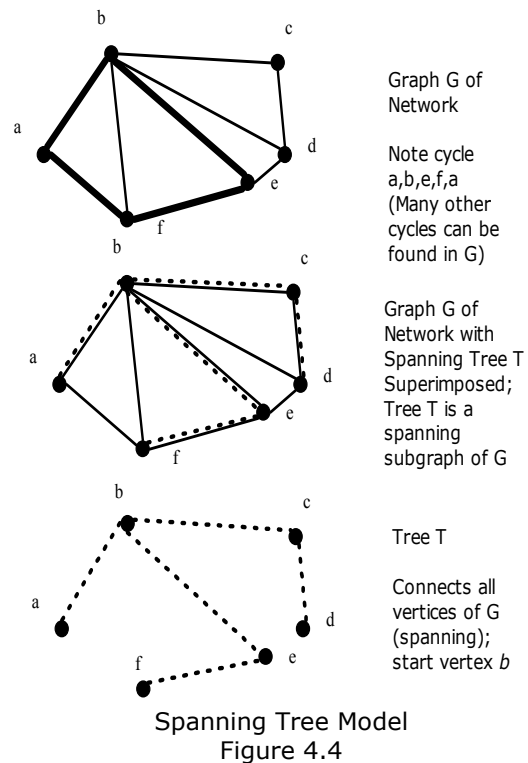 b
c
a
d
e
f
Graph G of
Network
Note cycle
a,b,e,f,a
(Many other
cycles can be
found in G)
b
c
a
d
e
f
Graph G of
Network with
Spanning Tree T
Superimposed;
Tree T is a
spanning
subgraph of G
b
c
a
d
e
f
Tree T
Connects all
vertices of G
(spanning);
start vertex b
Spanning Tree Model
Figure 4.4